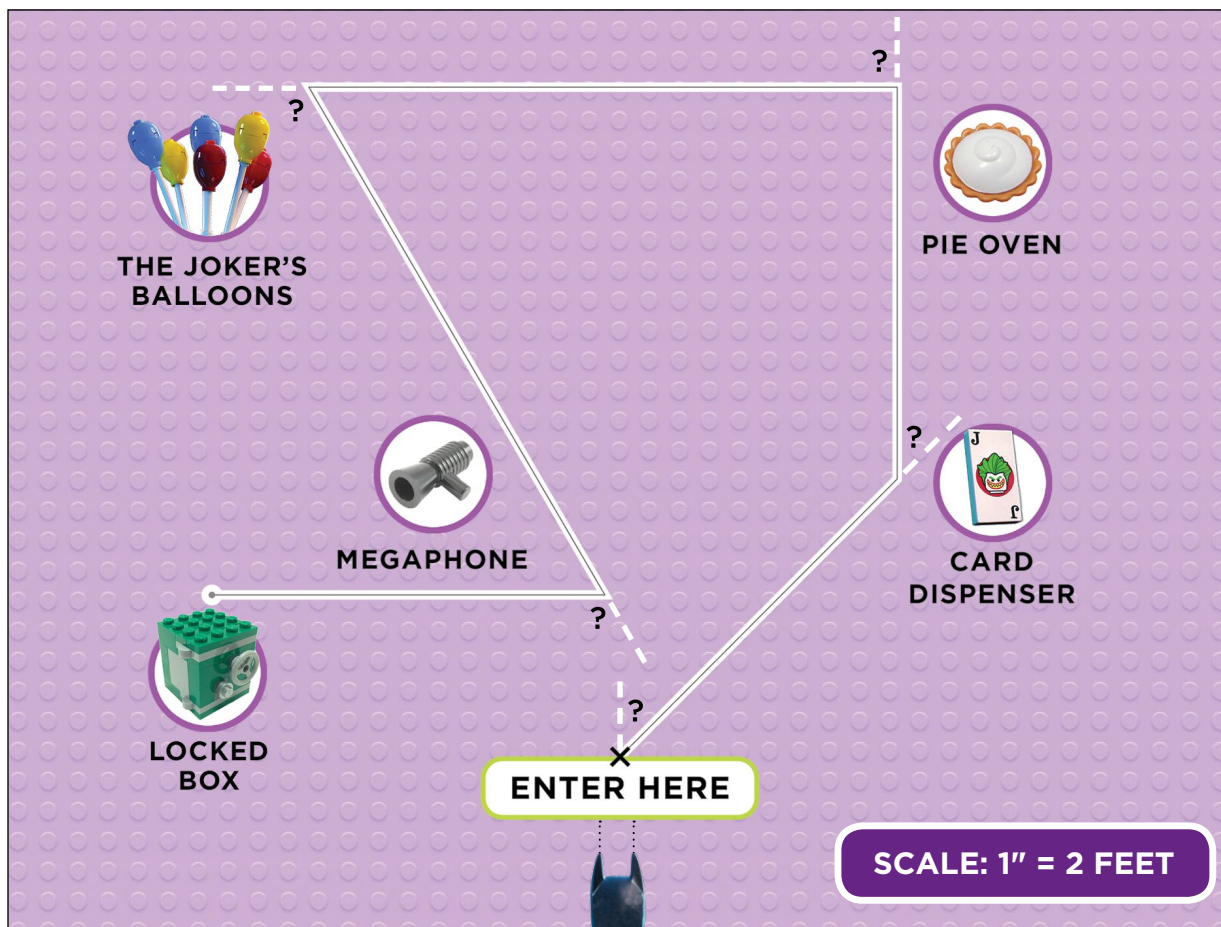 ?
?
THE JOKER'S
BALLOONS
PIE OVEN
?
J
J
CARD
DISPENSER
MEGAPHONE
?
LOCKED
BOX
?
ENTER HERE
SCALE: 1" = 2 FEET